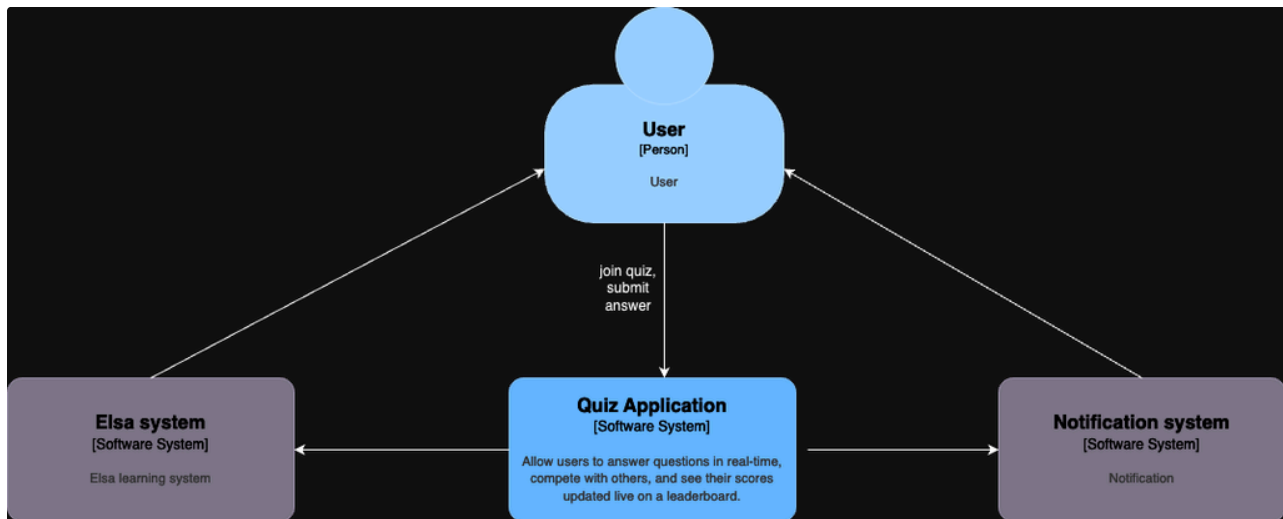 User
[Person]
User
join quiz,
submit
answer
Elsa system
[Software System]
Elsa learning system
Quiz Application
[Software System]
Allow users to answer questions in real-time,
compete with others, and see their scores
updated live on a leaderboard.
Notification system
[Software System]
Notification